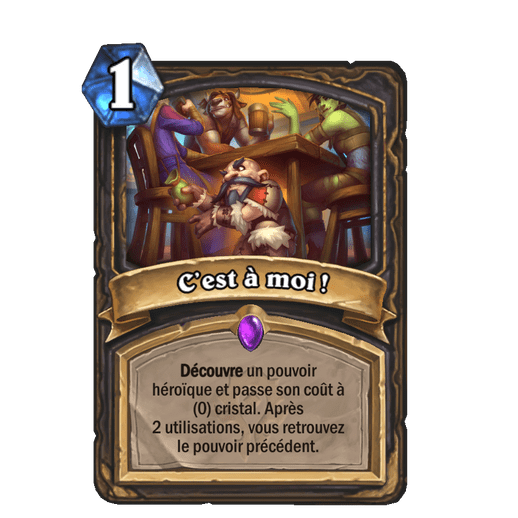 1
C'est à moi !
Découvre un pouvoir
héroïque et passe son coût à
(0) cristal. Après
2 utilisations, vous retrouvez
le pouvoir précédent.